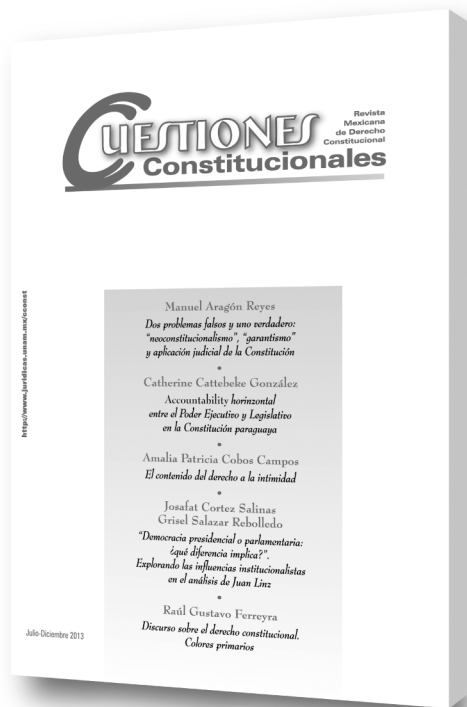 CUESTIONES
Constitucionales
Revista
Mexicana
de Derecho
Constitucional
http://www.juridicas.unam.mx/cconst
Manuel Aragón Reyes
Dos problemas falsos y uno verdadero:
“neoconstitucionalismo”, “garantismo”
y aplicación judicial de la Constitución
•
Catherine Cattebeke González
Accountability horinzontal
entre el Poder Ejecutivo y Legislativo
en la Constitución paraguaya
•
Amalia Patricia Cobos Campos
El contenido del derecho a la intimidad
•
Josafat Cortez Salinas
Grisel Salazar Rebolledo
“Democracia presidencial o parlamentaria:
¿qué diferencia implica?”.
Explorando las influencias institucionalistas
en el análisis de Juan Linz
•
Raúl Gustavo Ferreyra
Discurso sobre el derecho constitucional.
Colores primarios
Julio-Diciembre 2013